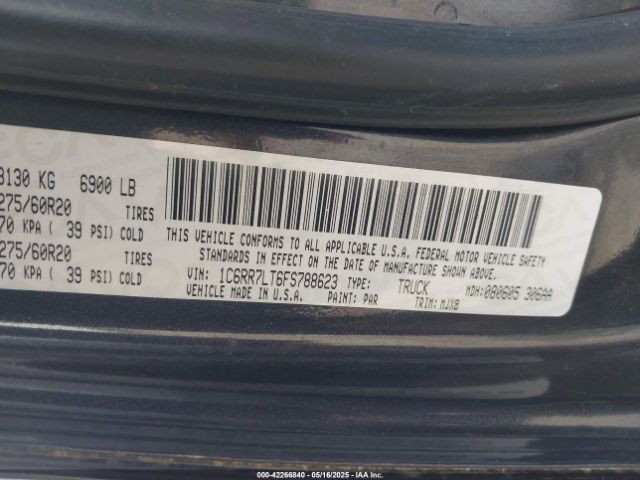 3130 KG 6900 LB
275/60R20 TIRES
70 KPA ( 39 PSI) COLD
275/60R20 TIRES
70 KPA ( 39 PSI) COLD
THIS VEHICLE CONFORMS TO ALL APPLICABLE U.S.A. FEDERAL MOTOR VEHICLE SAFETY
STANDARDS IN EFFECT ON THE DATE OF MANUFACTURE SHOWN ABOVE.
VIN: 1C6RR7LT6FS788623 TYPE: TRUCK MDH: 080605 306AA
VEHICLE MADE IN U.S.A. PAINT: PAR TRIM: MJX8
© COPY - 42266840 - 05/16/2025 - IAA Inc.